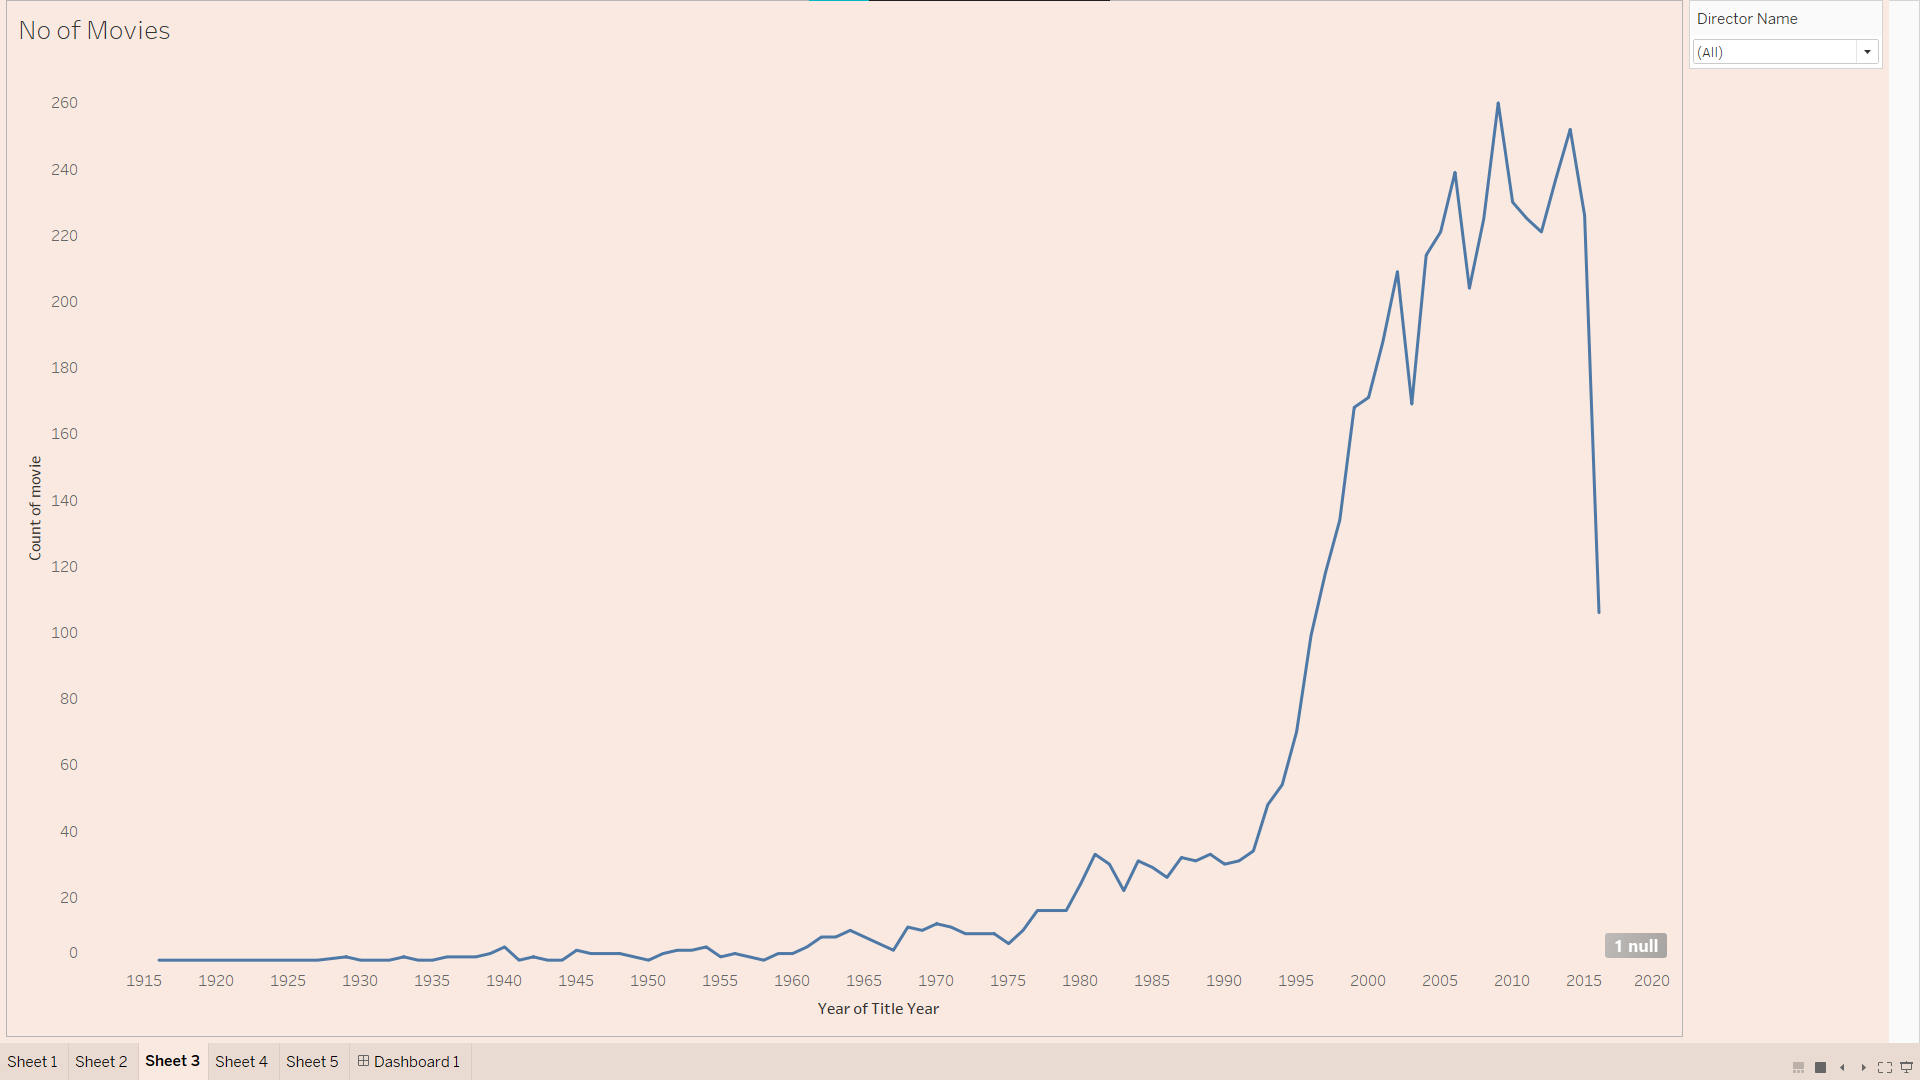 No of Movies
Director Name
(All)
260
240
220
200
180
160
140
120
100
80
60
40
20
0
Count of movie
1 null
1915 1920 1925 1930 1935 1940 1945 1950 1955 1960 1965 1970 1975 1980 1985 1990 1995 2000 2005 2010 2015 2020
Year of Title Year
Sheet 1 Sheet 2 Sheet 3 Sheet 4 Sheet 5 Dashboard 1